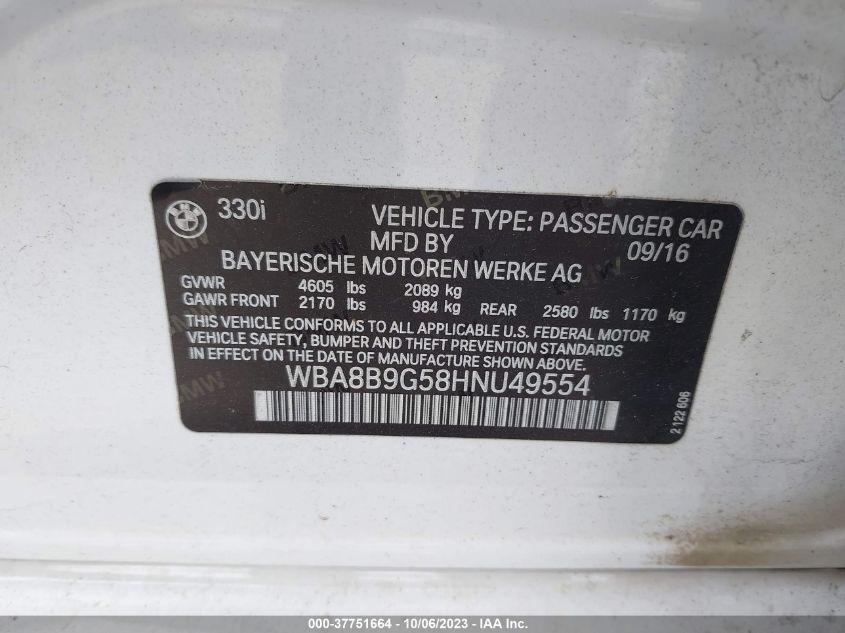 330i VEHICLE TYPE: PASSENGER CAR
MFD BY 09/16
BAYERISCHE MOTOREN WERKE AG
GVWR 4605 lbs 2089 kg
GAWR FRONT 2170 lbs 984 kg REAR 2580 lbs 1170 kg
THIS VEHICLE CONFORMS TO ALL APPLICABLE U.S. FEDERAL MOTOR
VEHICLE SAFETY, BUMPER AND THEFT PREVENTION STANDARDS
IN EFFECT ON THE DATE OF MANUFACTURE.
WBA8B9G58HNU49554
2 122 606
000-37751664 - 10/06/2023 - IAA Inc.